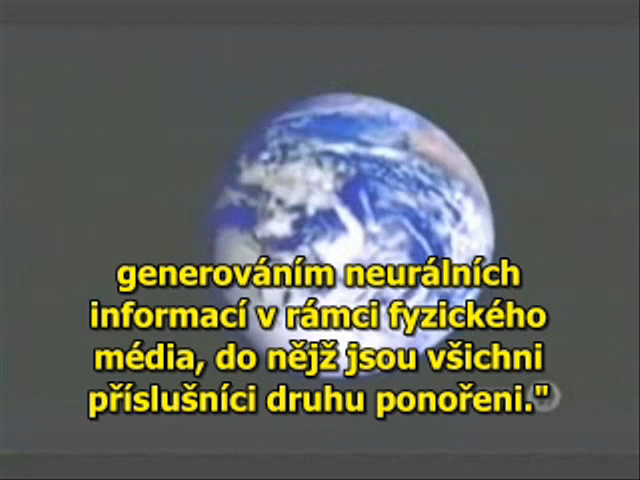 generováním neurálních
informací v rámci fyzického
média, do nějž jsou všichni
příslušníci druhu ponořeni."